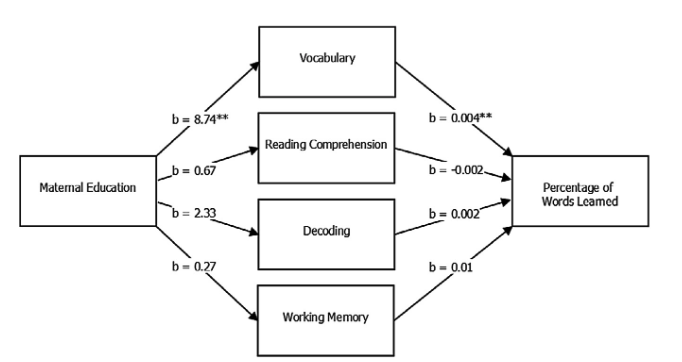 Vocabulary
b = 8.74**
b = 0.004**
Reading Comprehension
b = 0.67
b = -0.002
Maternal Education
Percentage of
Words Learned
b = 2.33
b = 0.002
Decoding
b = 0.27
b = 0.01
Working Memory